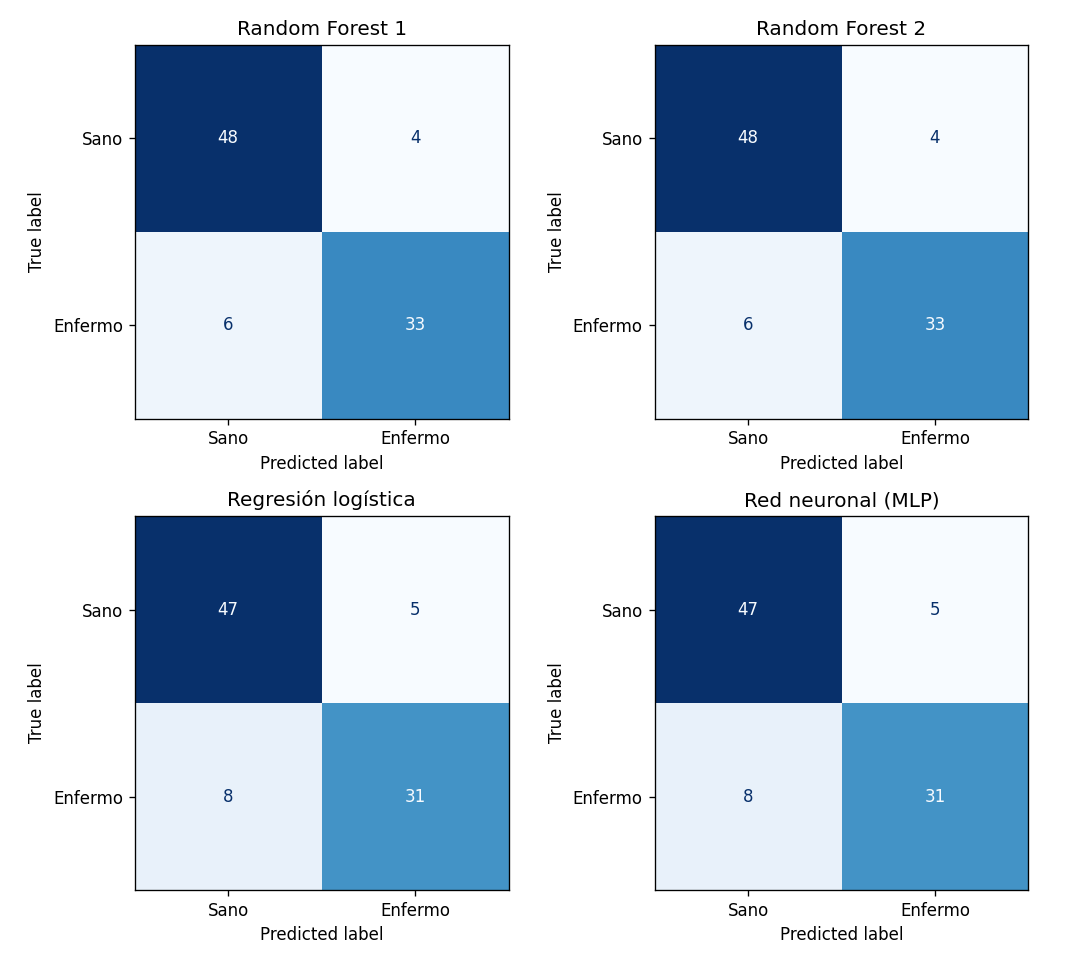 Random Forest 1
Sano
48
4
True label
Enfermo
6
33
Sano
Enfermo
Predicted label
Random Forest 2
Sano
48
4
True label
Enfermo
6
33
Sano
Enfermo
Predicted label
Regresión logística
Sano
47
5
True label
Enfermo
8
31
Sano
Enfermo
Predicted label
Red neuronal (MLP)
Sano
47
5
True label
Enfermo
8
31
Sano
Enfermo
Predicted label